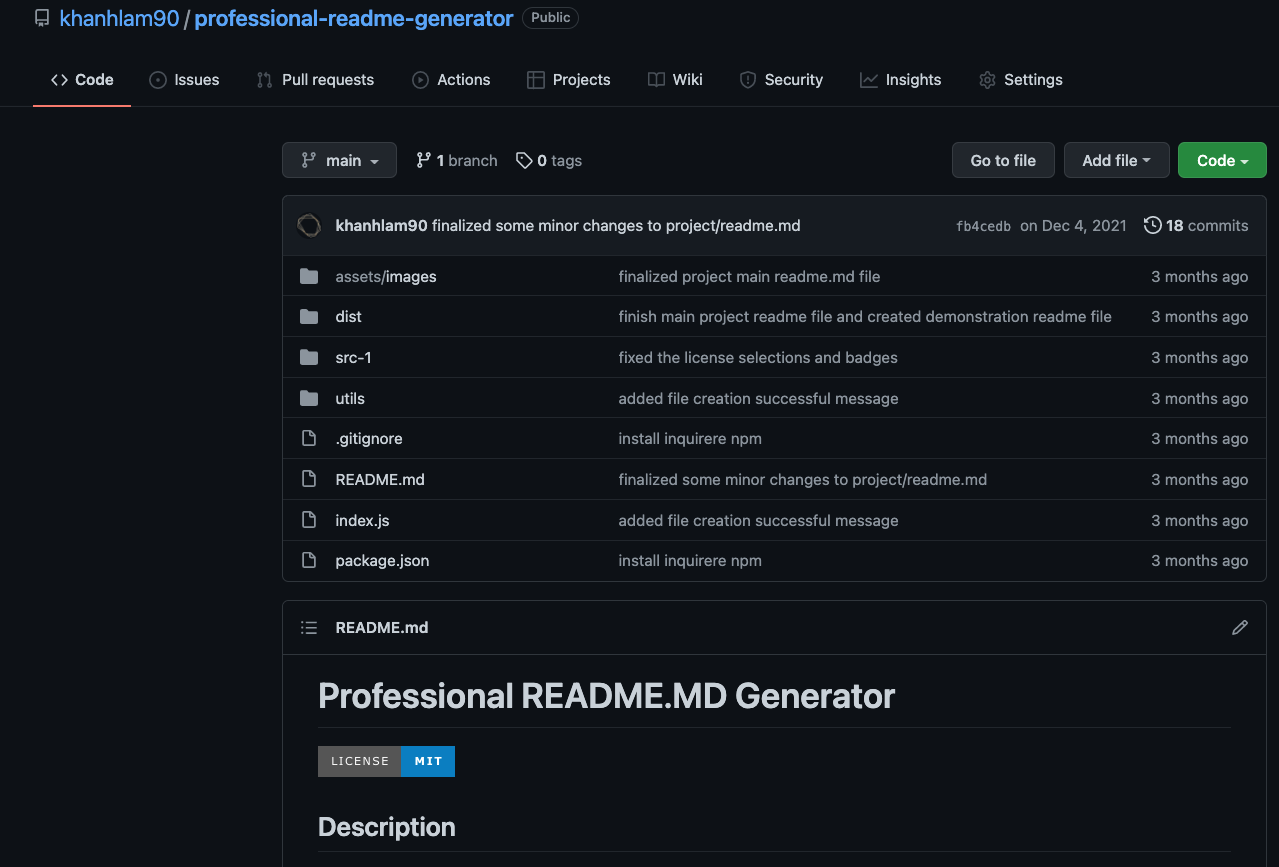 khanhlam90 / professional-readme-generator Public
Code Issues Pull requests Actions Projects Wiki Security Insights Settings
main 1 branch 0 tags Go to file Add file Code
khanhlam90 finalized some minor changes to project/readme.md fb4cedb on Dec 4, 2021 18 commits
assets/images finalized project main readme.md file 3 months ago
dist finish main project readme file and created demonstration readme file 3 months ago
src-1 fixed the license selections and badges 3 months ago
utils added file creation successful message 3 months ago
.gitignore install inquirere npm 3 months ago
README.md finalized some minor changes to project/readme.md 3 months ago
index.js added file creation successful message 3 months ago
package.json install inquirere npm 3 months ago
README.md
Professional README.MD Generator
LICENSE MIT
Description